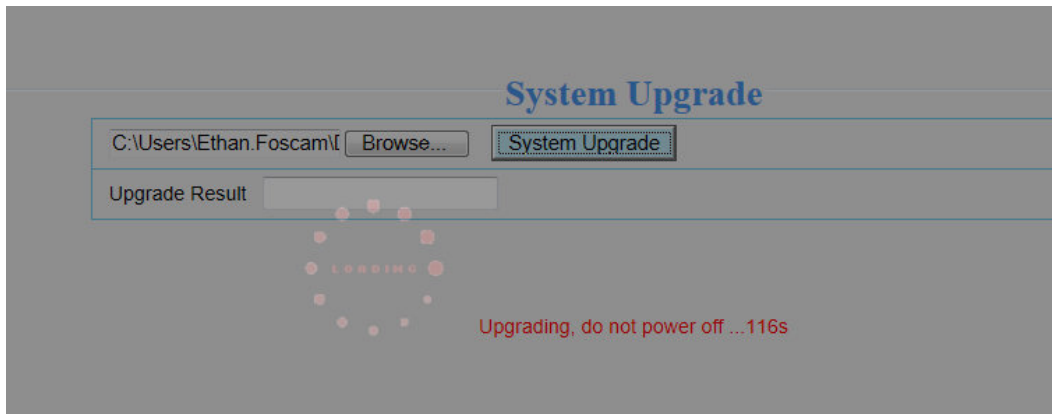 System Upgrade
C:\Users\Ethan.Foscam\D Browse... System Upgrade
Upgrade Result
LOADING
Upgrading, do not power off ...116s